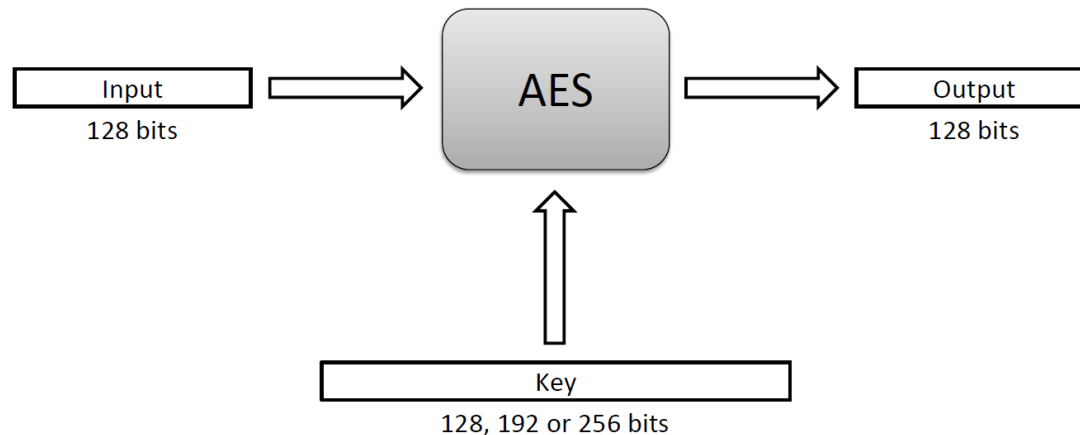 Input
128 bits
AES
Output
128 bits
Key
128, 192 or 256 bits